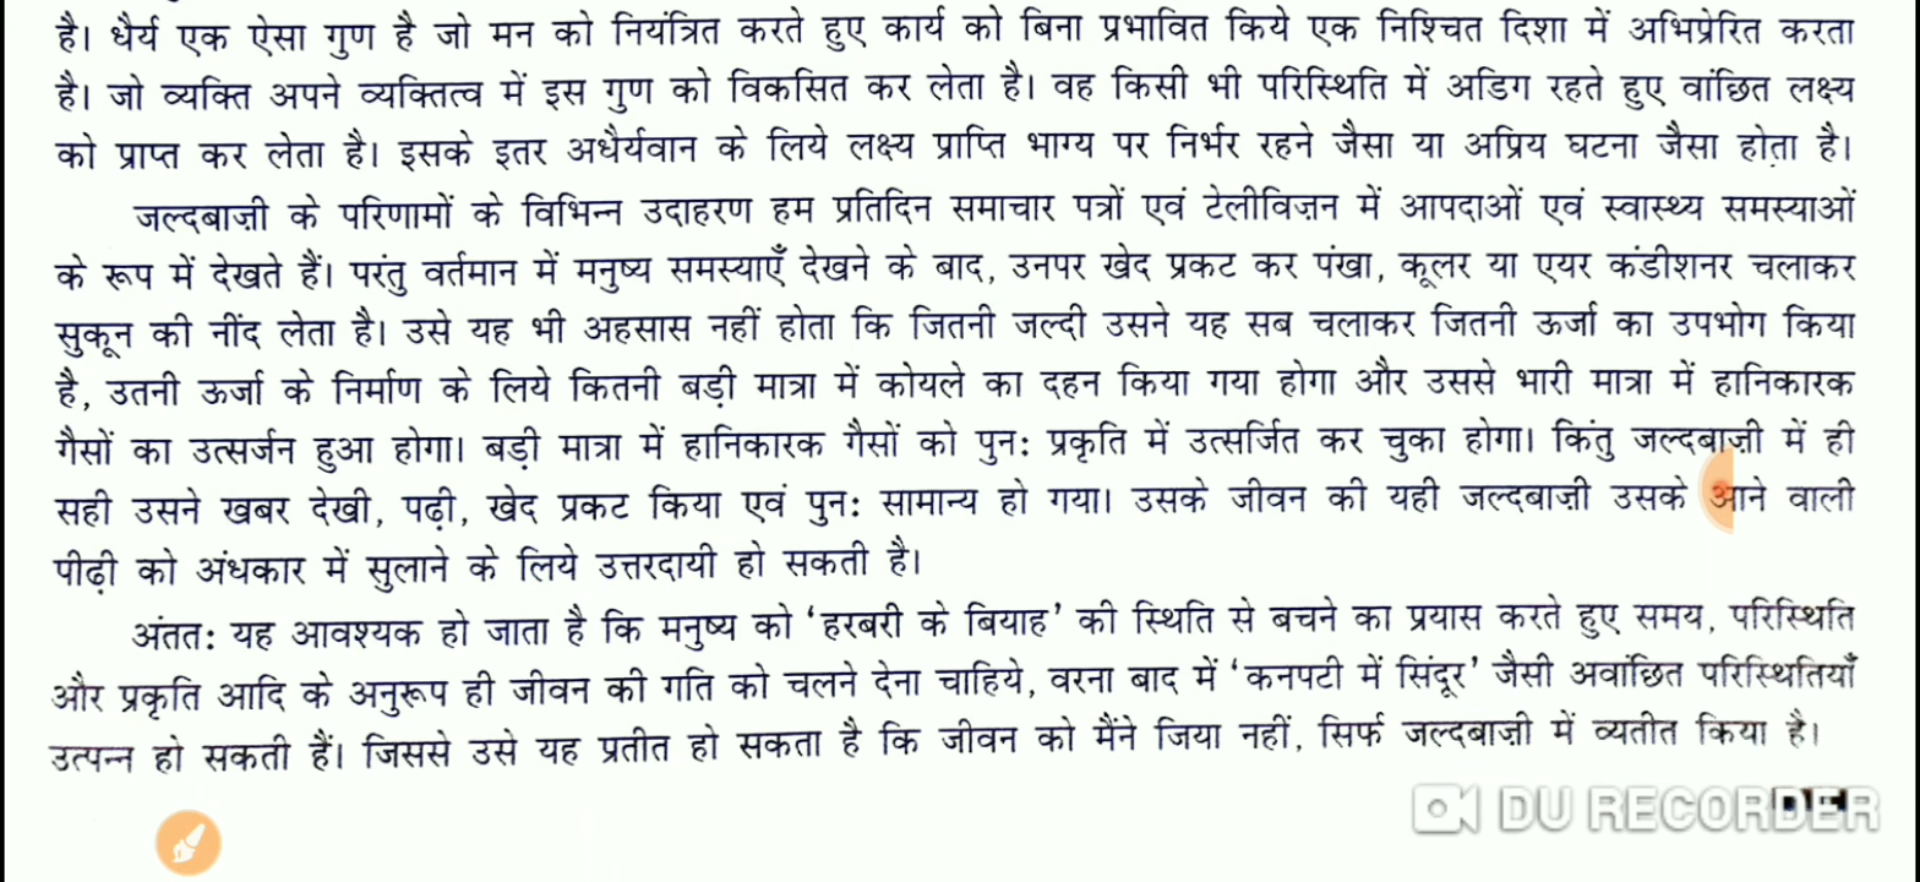 है। धैर्य एक ऐसा गुण है जो मन को नियंत्रित करते हुए कार्य को बिना प्रभावित किये एक निश्चित दिशा में अभिप्रेरित करता
है। जो व्यक्ति अपने व्यक्तित्व में इस गुण को विकसित कर लेता है। वह किसी भी परिस्थिति में अडिग रहते हुए वांछित लक्ष्य
को प्राप्त कर लेता है। इसके इतर अधैर्यवान के लिये लक्ष्य प्राप्ति भाग्य पर निर्भर रहने जैसा या अप्रिय घटना जैसा होता है।
जल्दबाज़ी के परिणामों के विभिन्न उदाहरण हम प्रतिदिन समाचार पत्रों एवं टेलीविज़न में आपदाओं एवं स्वास्थ्य समस्याओं
के रूप में देखते हैं। परंतु वर्तमान में मनुष्य समस्याएँ देखने के बाद, उनपर खेद प्रकट कर पंखा, कूलर या एयर कंडीशनर चलाकर
सुकून की नींद लेता है। उसे यह भी अहसास नहीं होता कि जितनी जल्दी उसने यह सब चलाकर जितनी ऊर्जा का उपभोग किया
है, उतनी ऊर्जा के निर्माण के लिये कितनी बड़ी मात्रा में कोयले का दहन किया गया होगा और उससे भारी मात्रा में हानिकारक
गैसों का उत्सर्जन हुआ होगा। बड़ी मात्रा में हानिकारक गैसों को पुनः प्रकृति में उत्सर्जित कर चुका होगा। किंतु जल्दबाज़ी में ही
सही उसने खबर देखी, पढ़ी, खेद प्रकट किया एवं पुनः सामान्य हो गया। उसके जीवन की यही जल्दबाज़ी उसके आने वाली
पीढ़ी को अंधकार में सुलाने के लिये उत्तरदायी हो सकती है।
अंततः यह आवश्यक हो जाता है कि मनुष्य को ‘हरबरी के बियाह’ की स्थिति से बचने का प्रयास करते हुए समय, परिस्थिति
और प्रकृति आदि के अनुरूप ही जीवन की गति को चलने देना चाहिये, वरना बाद में ‘कनपटी में सिंदूर’ जैसी अवांछित परिस्थितियाँ
उत्पन्न हो सकती हैं। जिससे उसे यह प्रतीत हो सकता है कि जीवन को मैंने जिया नहीं, सिर्फ जल्दबाज़ी में व्यतीत किया है।
DU RECORDER